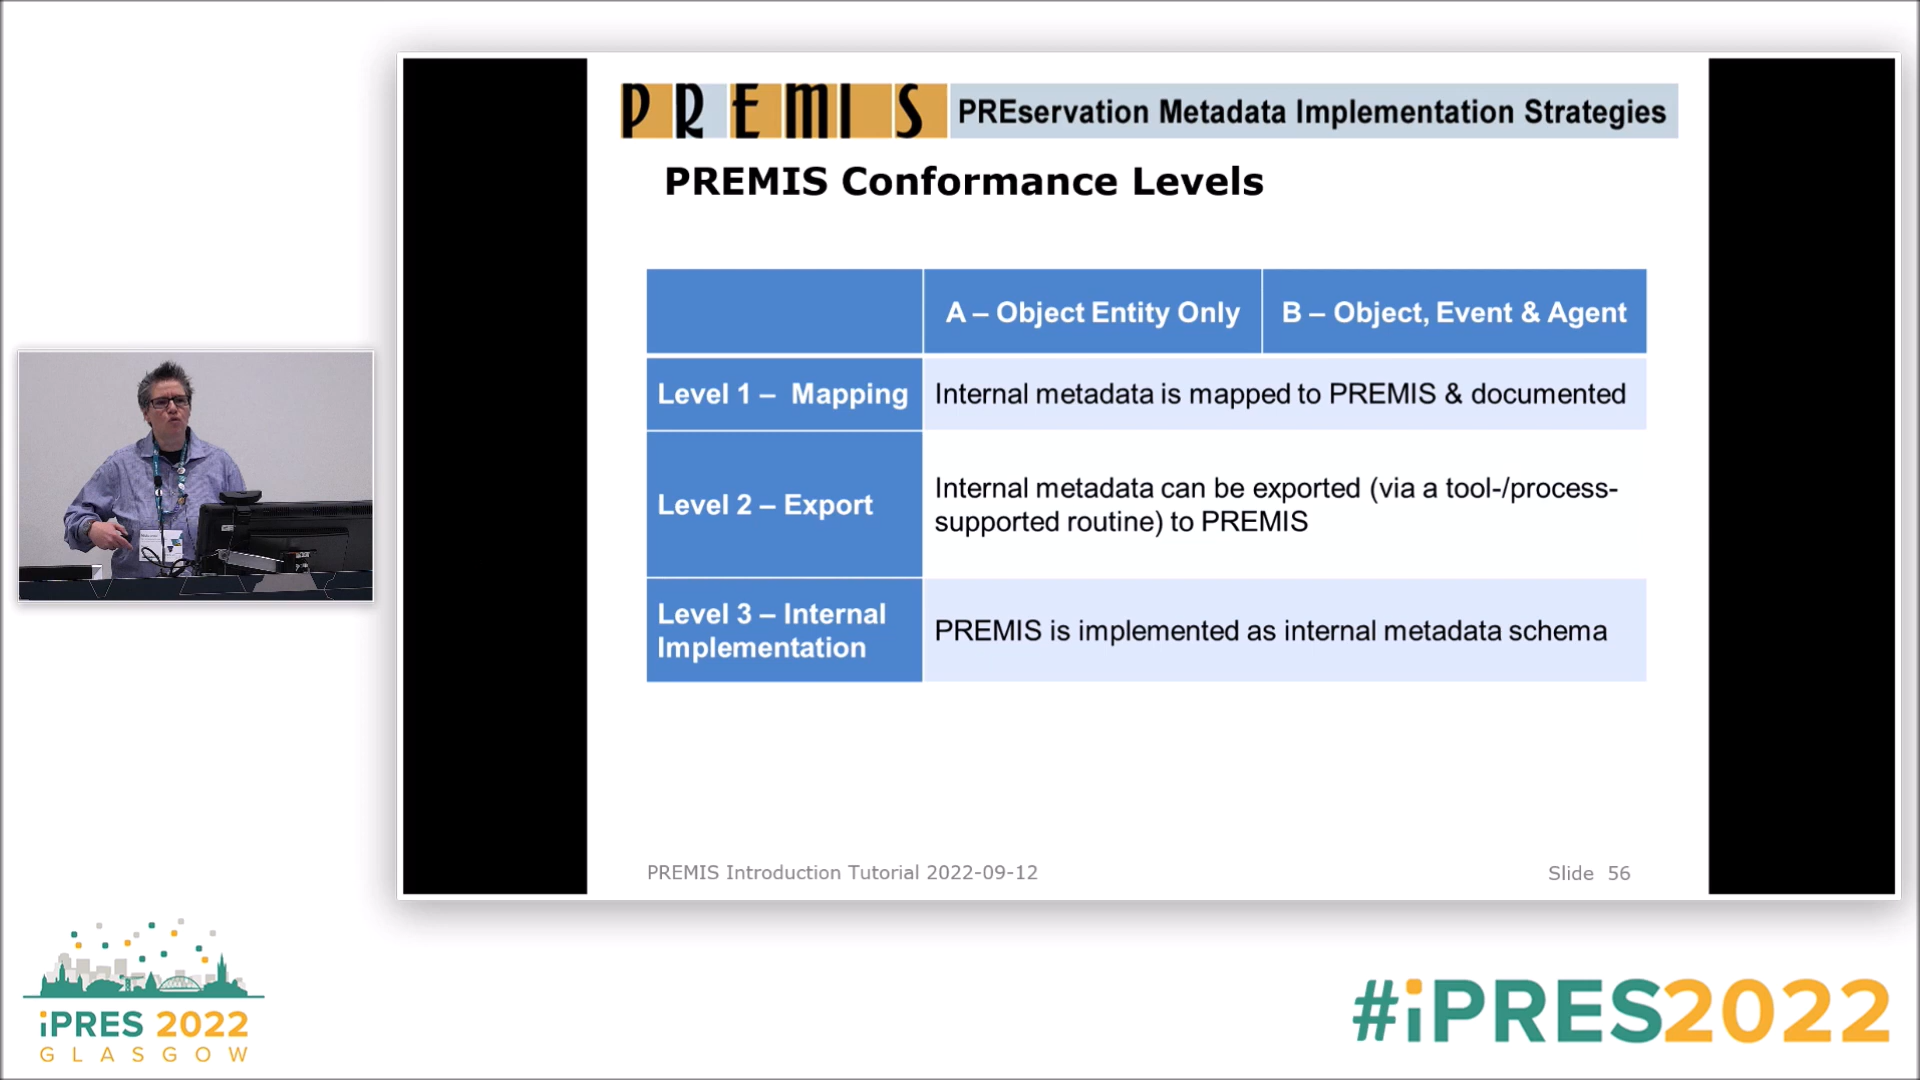 PREMIS PREservation Metadata Implementation Strategies
PREMIS Conformance Levels
A – Object Entity Only
B – Object, Event & Agent
Level 1 – Mapping
Internal metadata is mapped to PREMIS & documented
Level 2 – Export
Internal metadata can be exported (via a tool-/process-
supported routine) to PREMIS
Level 3 – Internal
Implementation
PREMIS is implemented as internal metadata schema
PREMIS Introduction Tutorial 2022-09-12
Slide 56
iPRES 2022
GLASGOW
#iPRES2022